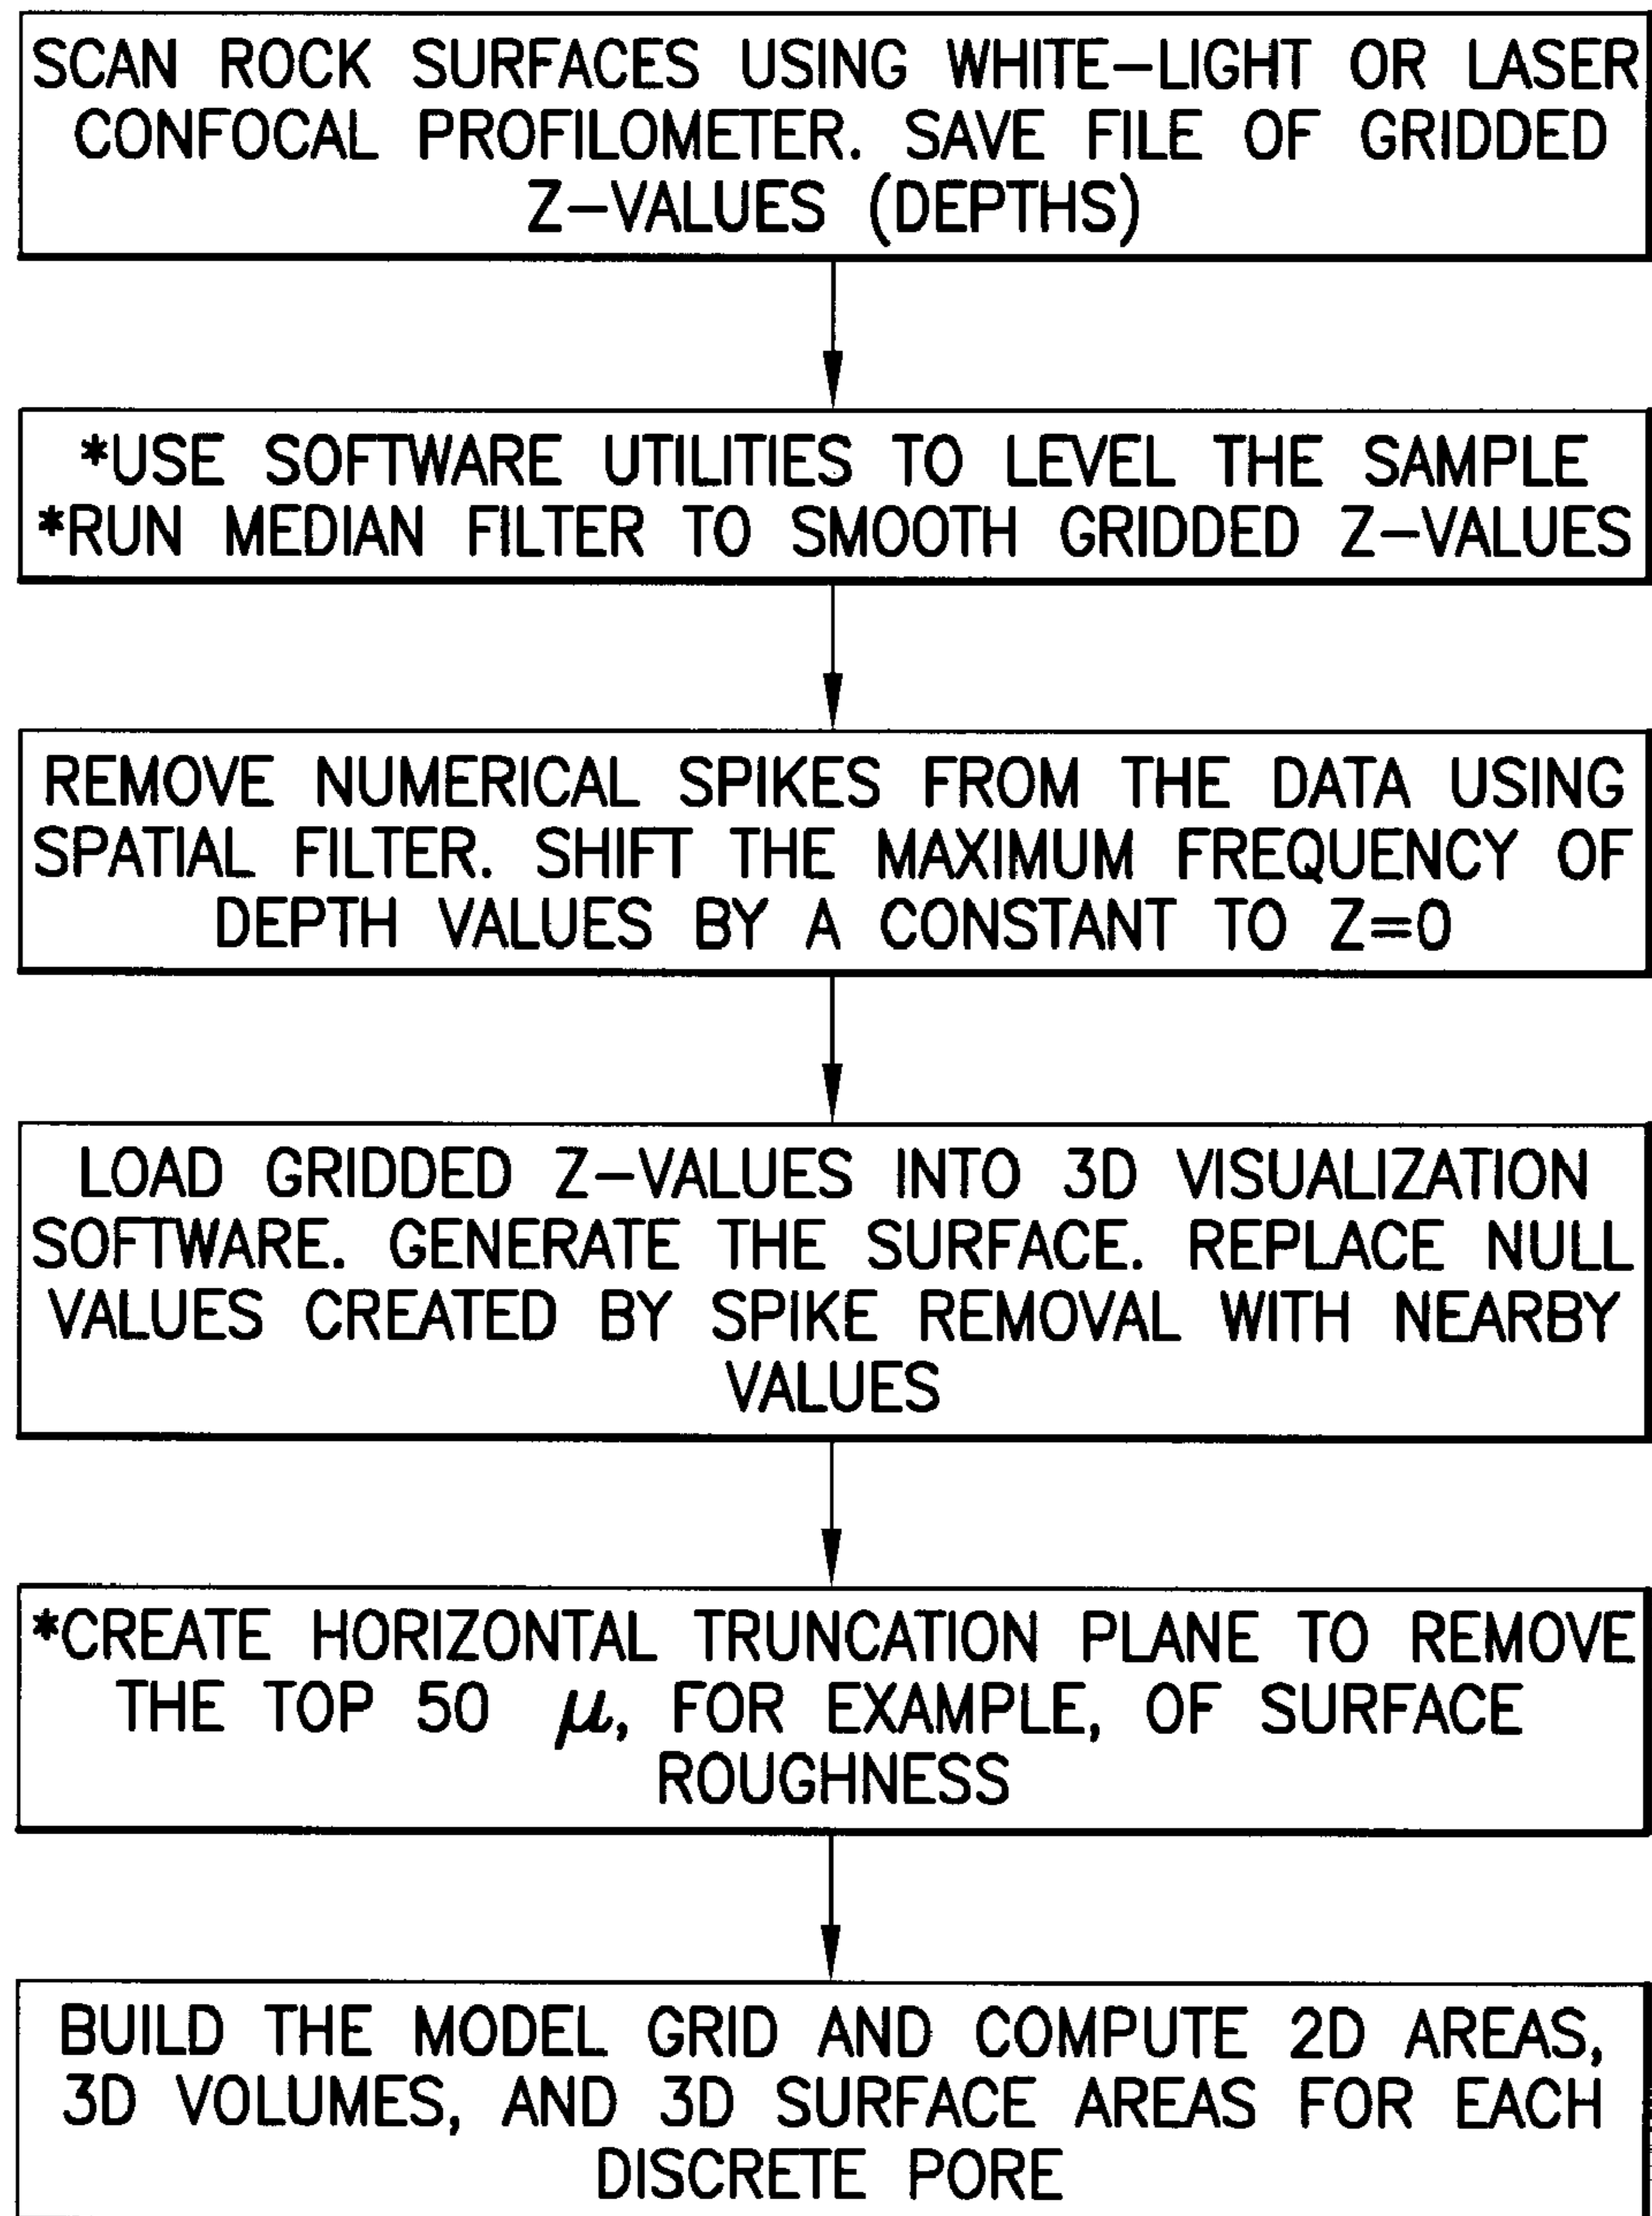 SCAN ROCK SURFACES USING WHITE-LIGHT OR LASER
CONFOCAL PROFILOMETER. SAVE FILE OF GRIDDED
Z-VALUES (DEPTHS)
*USE SOFTWARE UTILITIES TO LEVEL THE SAMPLE
*RUN MEDIAN FILTER TO SMOOTH GRIDDED Z-VALUES
REMOVE NUMERICAL SPIKES FROM THE DATA USING
SPATIAL FILTER. SHIFT THE MAXIMUM FREQUENCY OF
DEPTH VALUES BY A CONSTANT TO Z=0
LOAD GRIDDED Z-VALUES INTO 3D VISUALIZATION
SOFTWARE. GENERATE THE SURFACE. REPLACE NULL
VALUES CREATED BY SPIKE REMOVAL WITH NEARBY
VALUES
*CREATE HORIZONTAL TRUNCATION PLANE TO REMOVE
THE TOP 50 μ, FOR EXAMPLE, OF SURFACE
ROUGHNESS
BUILD THE MODEL GRID AND COMPUTE 2D AREAS,
3D VOLUMES, AND 3D SURFACE AREAS FOR EACH
DISCRETE PORE